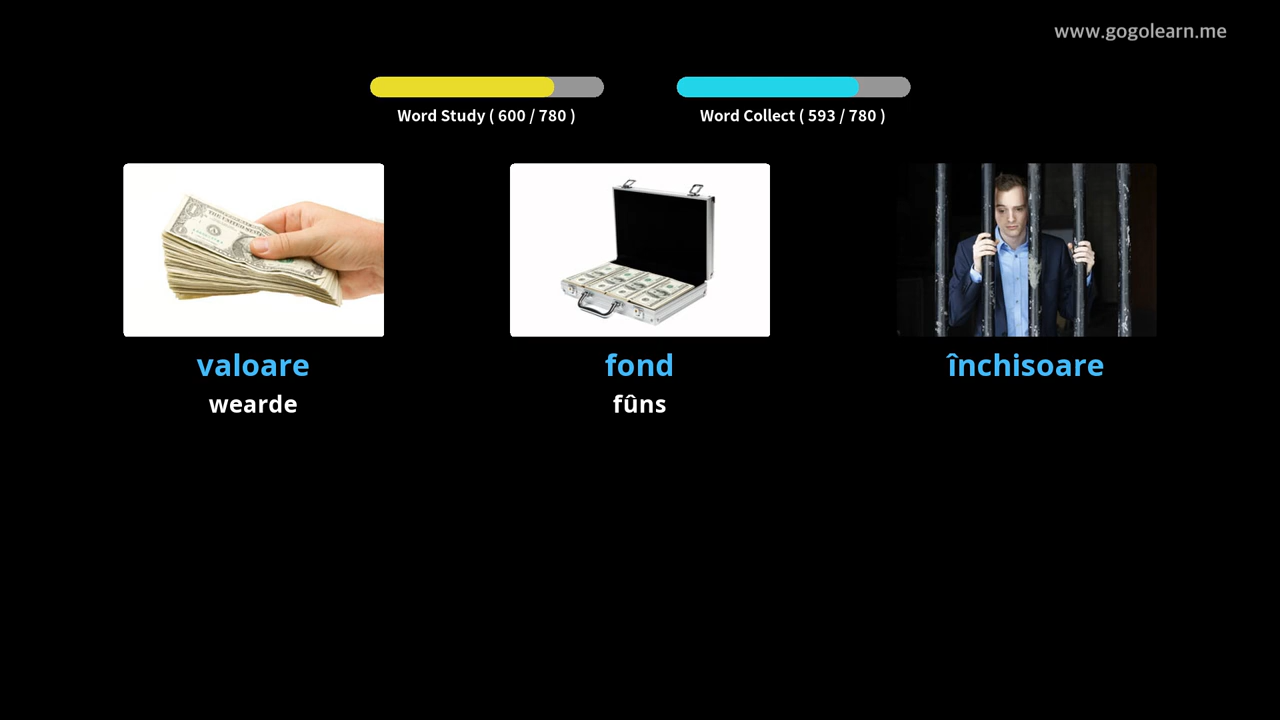 www.gogolearn.me
Word Study ( 600 / 780 )
Word Collect ( 593 / 780 )
valoare
wearde
fond
fûns
închisoare